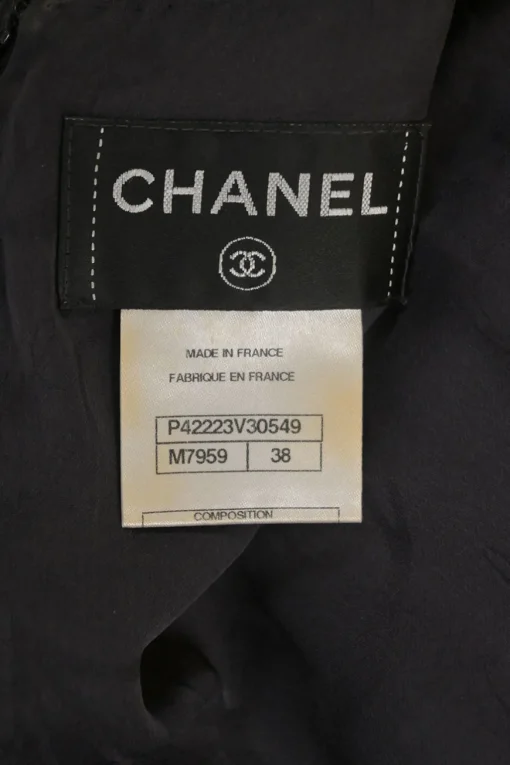 CHANEL
MADE IN FRANCE
FABRIQUE EN FRANCE
P42223V30549
M7959 38
COMPOSITION